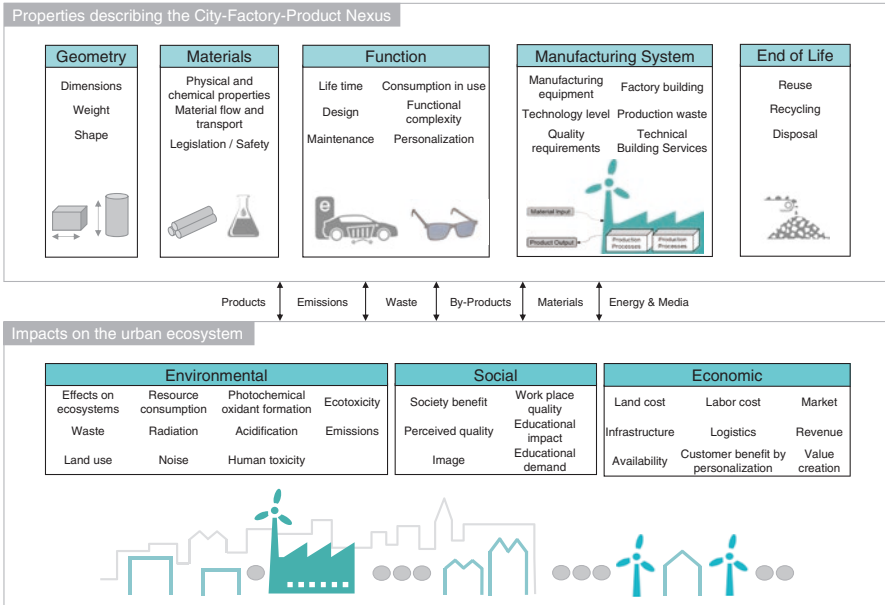 Properties describing the City-Factory-Product Nexus
Geometry
Dimensions
Weight
Shape
Materials
Physical and
chemical properties
Material flow and
transport
Legislation / Safety
Function
Life time
Consumption in use
Design
Functional
complexity
Maintenance
Personalization
e
Manufacturing System
Manufacturing
equipment
Factory building
Technology level
Production waste
Quality
requirements
Technical
Building Services
Material Input
Product Output
Production
Processes
Production
Processes
End of Life
Reuse
Recycling
Disposal
Products
Emissions
Waste
By-Products
Materials
Energy & Media
Impacts on the urban ecosystem
Environmental
Effects on
ecosystems
Resource
consumption
Photochemical
oxidant formation
Ecotoxicity
Waste
Radiation
Acidification
Emissions
Land use
Noise
Human toxicity
Social
Society benefit
Work place
quality
Perceived quality
Educational
impact
Image
Educational
demand
Economic
Land cost
Labor cost
Market
Infrastructure
Logistics
Revenue
Availability
Customer benefit by
personalization
Value
creation